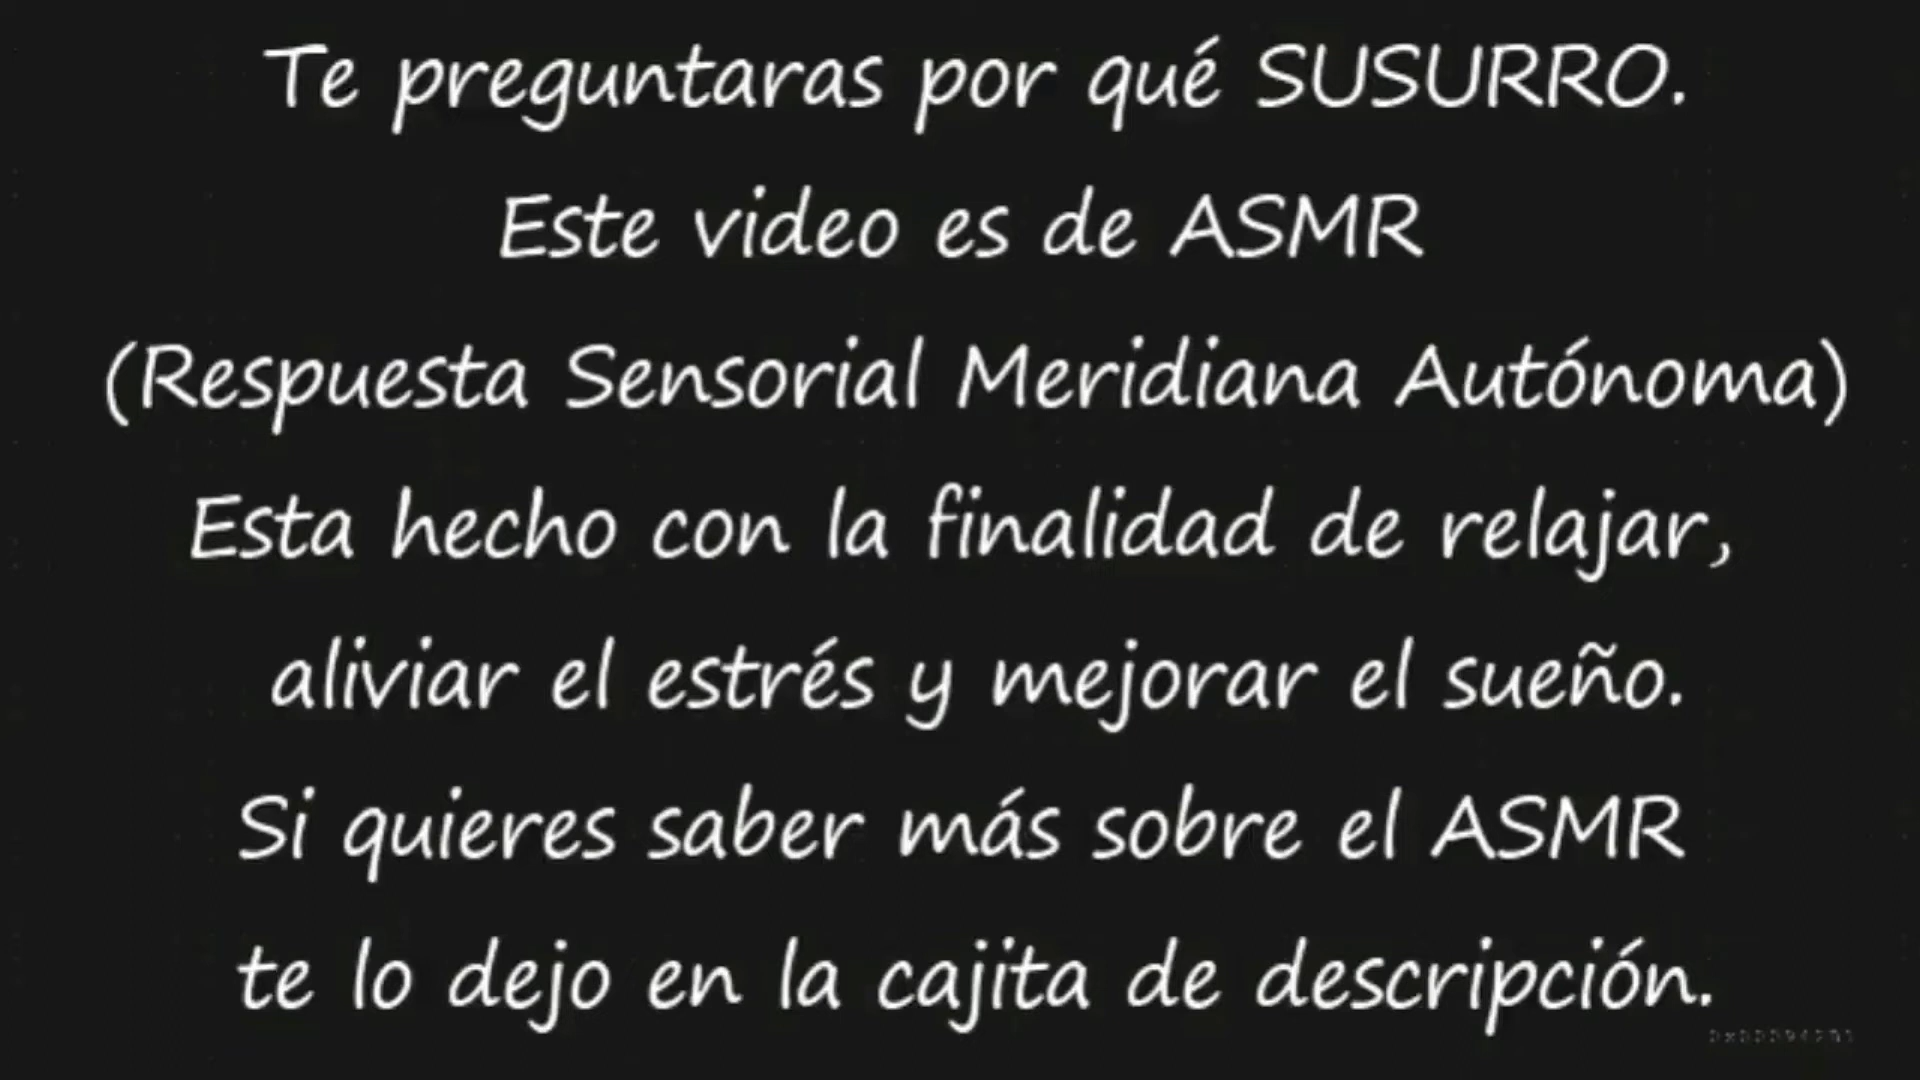 Te preguntaras por qué SUSURRO.
Este video es de ASMR
(Respuesta Sensorial Meridiana Autónoma)
Esta hecho con la finalidad de relajar,
aliviar el estrés y mejorar el sueño.
Si quieres saber más sobre el ASMR
te lo dejo en la cajita de descripción.